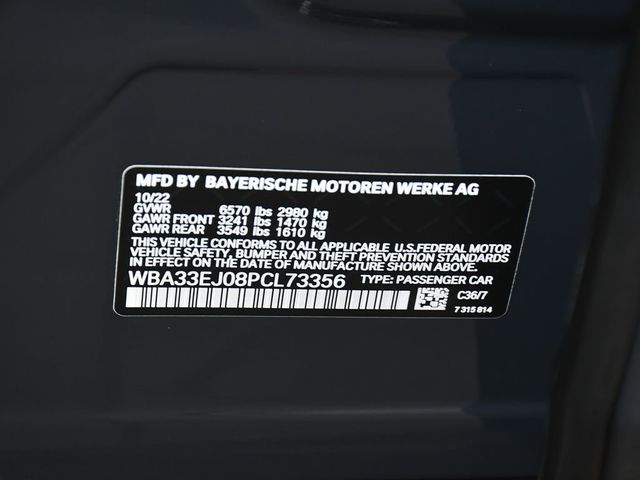 MFD BY BAYERISCHE MOTOREN WERKE AG
10/22
GVWR 6570 lbs 2980 kg
GAWR FRONT 3241 lbs 1470 kg
GAWR REAR 3549 lbs 1610 kg
THIS VEHICLE CONFORMS TO ALL APPLICABLE U.S.FEDERAL MOTOR
VEHICLE SAFETY, BUMPER AND THEFT PREVENTION STANDARDS
IN EFFECT ON THE DATE OF MANUFACTURE SHOWN ABOVE.
WBA33EJ08PCL73356 TYPE: PASSENGER CAR
C36/7
7 315 814